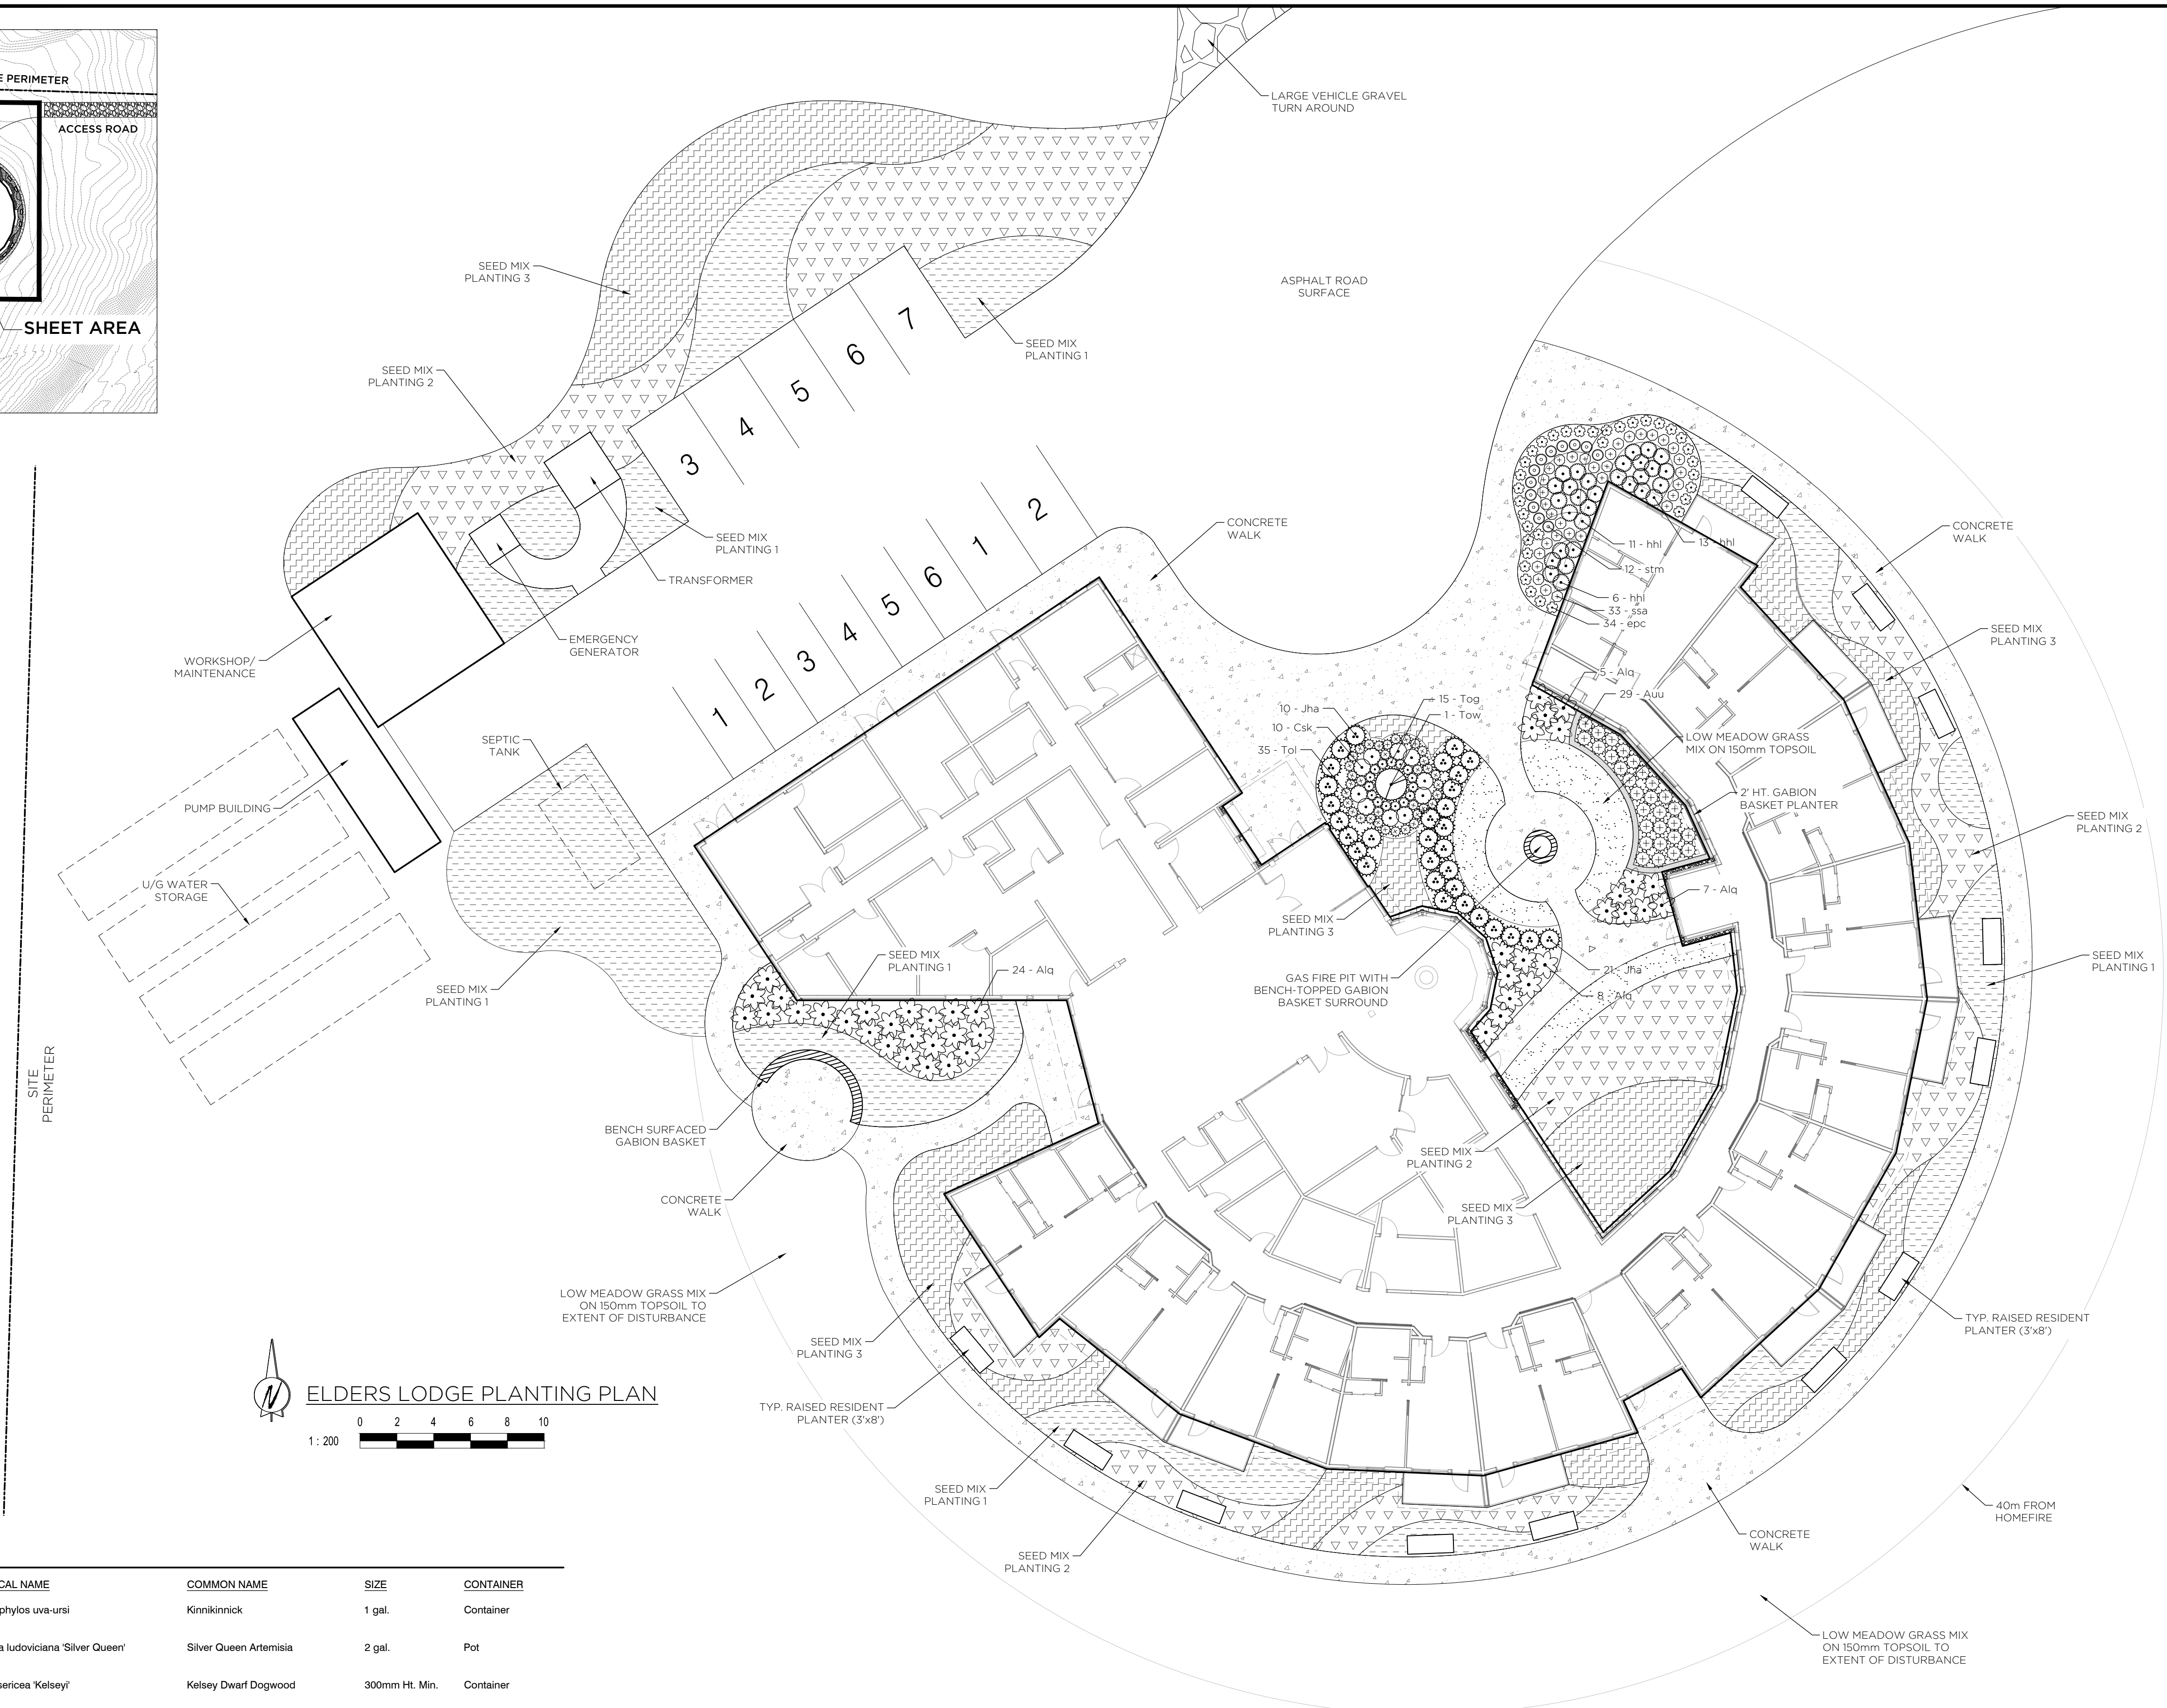 E PERIMETER
ACCESS ROAD
SHEET AREA
LARGE VEHICLE GRAVEL
TURN AROUND
SEED MIX
PLANTING 3
ASPHALT ROAD
SURFACE
SEED MIX
PLANTING 1
SEED MIX
PLANTING 2
7
6
5
4
3
2
1
6
5
4
3
2
1
SEED MIX
PLANTING 1
TRANSFORMER
EMERGENCY
GENERATOR
CONCRETE
WALK
CONCRETE
WALK
11 - hhl
13 - hhl
12 - stm
6 - hhl
33 - ssa
34 - epc
SEED MIX
PLANTING 3
WORKSHOP/
MAINTENANCE
5 - Alq
29 - Auu
10 - Jha
15 - Tog
1 - Tow
10 - Csk
35 - Tol
LOW MEADOW GRASS
MIX ON 150mm TOPSOIL
SEPTIC
TANK
PUMP BUILDING
2' HT. GABION
BASKET PLANTER
SEED MIX
PLANTING 2
U/G WATER
STORAGE
7 - Alq
SEED MIX
PLANTING 3
SEED MIX
PLANTING 1
24 - Alq
SEED MIX
PLANTING 1
GAS FIRE PIT WITH
BENCH-TOPPED GABION
BASKET SURROUND
21 - Jha
8 - Alq
SEED MIX
PLANTING 1
SITE
PERIMETER
BENCH SURFACED
GABION BASKET
SEED MIX
PLANTING 2
CONCRETE
WALK
SEED MIX
PLANTING 3
LOW MEADOW GRASS MIX
ON 150mm TOPSOIL TO
EXTENT OF DISTURBANCE
TYP. RAISED RESIDENT
PLANTER (3'x8')
SEED MIX
PLANTING 3
N
ELDERS LODGE PLANTING PLAN
0 2 4 6 8 10
1 : 200
TYP. RAISED RESIDENT
PLANTER (3'x8')
SEED MIX
PLANTING 1
40m FROM
HOMEFIRE
CONCRETE
WALK
SEED MIX
PLANTING 2
LOW MEADOW GRASS MIX
ON 150mm TOPSOIL TO
EXTENT OF DISTURBANCE
CAL NAME COMMON NAME SIZE CONTAINER
phylos uva-ursi Kinnikinnick 1 gal. Container
a ludoviciana 'Silver Queen' Silver Queen Artemisia 2 gal. Pot
sericea 'Kelseyi' Kelsey Dwarf Dogwood 300mm Ht. Min. Container